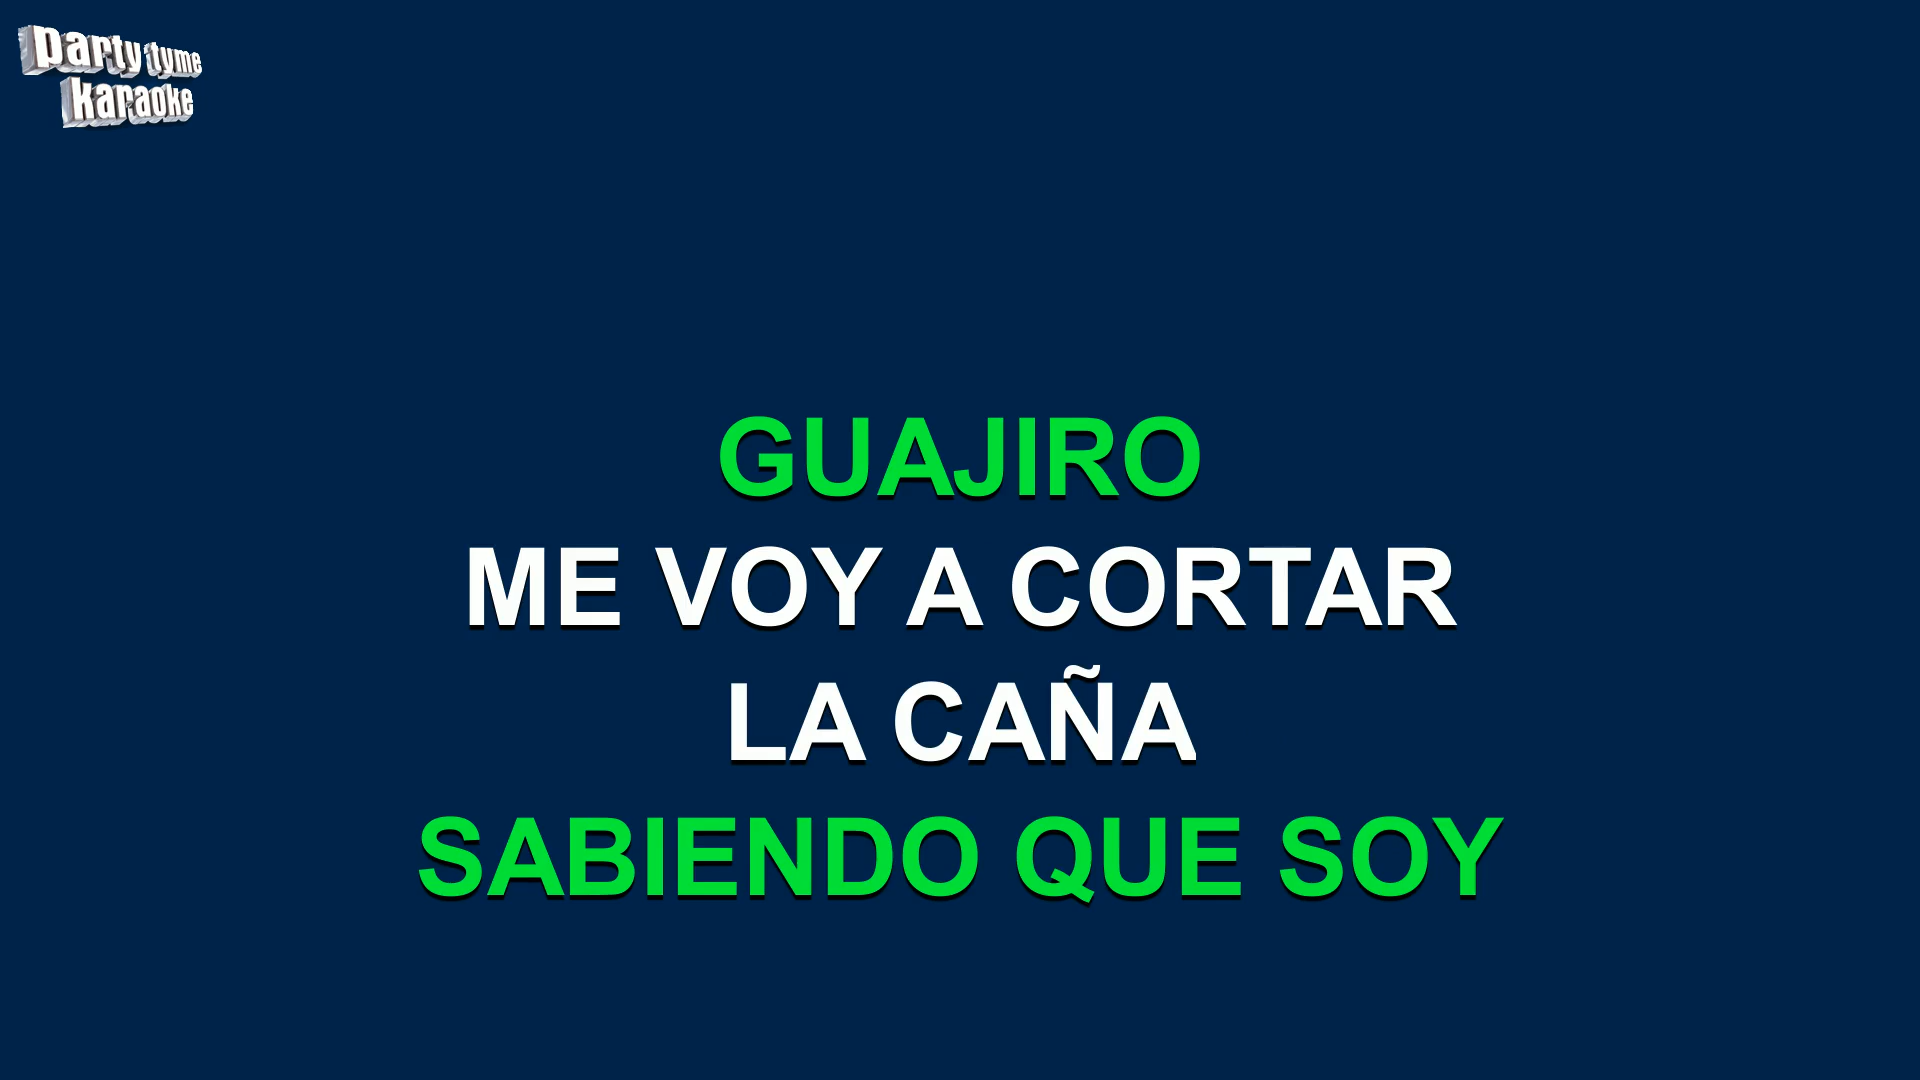 party tyme
karaoke
GUAJIRO
ME VOY A CORTAR
LA CAÑA
SABIENDO QUE SOY